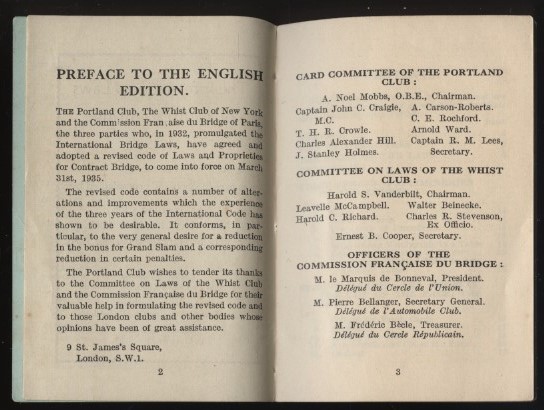 PREFACE TO THE ENGLISH
EDITION.
THE Portland Club, The Whist Club of New York
and the Commission Française du Bridge of Paris,
the three parties who, in 1932, promulgated the
International Bridge Laws, have agreed and
adopted a revised code of Laws and Proprieties
for Contract Bridge, to come into force on March
31st, 1935.
The revised code contains a number of alter-
ations and improvements which the experience
of the three years of the International Code has
shown to be desirable. It conforms, in par-
ticular, to the very general desire for a reduction
in the bonus for Grand Slam and a corresponding
reduction in certain penalties.
The Portland Club wishes to tender its thanks
to the Committee on Laws of the Whist Club
and the Commission Française du Bridge for their
valuable help in formulating the revised code and
to those London clubs and other bodies whose
opinions have been of great assistance.
9 St. James's Square,
London, S.W.1.
2
CARD COMMITTEE OF THE PORTLAND
CLUB :
A. Noel Mobbs, O.B.E., Chairman.
Captain John C. Craigie, A. Carson-Roberts.
M.C. C. E. Rochford.
T. H. R. Crowle. Arnold Ward.
Charles Alexander Hill. Captain R. M. Lees,
J. Stanley Holmes. Secretary.
COMMITTEE ON LAWS OF THE WHIST
CLUB :
Harold S. Vanderbilt, Chairman.
Leavelle McCampbell. Walter Beinecke.
Harold C. Richard. Charles R. Stevenson,
Ex Officio.
Ernest B. Cooper, Secretary.
OFFICERS OF THE
COMMISSION FRANÇAISE DU BRIDGE :
M. le Marquis de Bonneval, President.
Délégué du Cercle de l'Union.
M. Pierre Bellanger, Secretary General.
Délégué de l'Automobile Club.
M. Frédéric Bècle, Treasurer.
Délégué du Cercle Républicain.
3